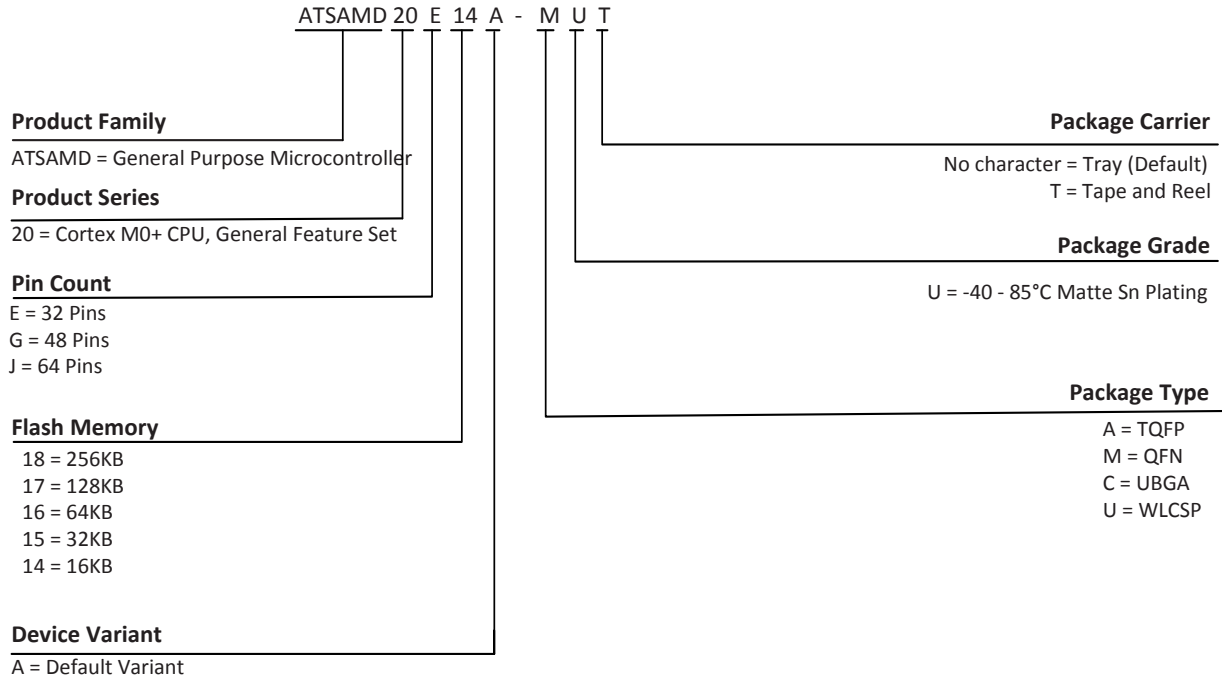 ATSAMD 20 E 14 A - M U T
Product Family
ATSAMD = General Purpose Microcontroller
Product Series
20 = Cortex M0+ CPU, General Feature Set
Pin Count
E = 32 Pins
G = 48 Pins
J = 64 Pins
Flash Memory
18 = 256KB
17 = 128KB
16 = 64KB
15 = 32KB
14 = 16KB
Device Variant
A = Default Variant
Package Carrier
No character = Tray (Default)
T = Tape and Reel
Package Grade
U = -40 - 85°C Matte Sn Plating
Package Type
A = TQFP
M = QFN
C = UBGA
U = WLCSP